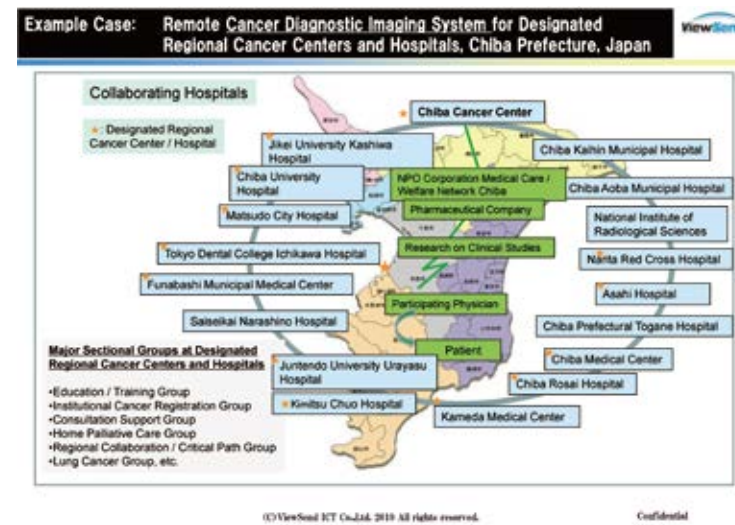 Example Case: Remote Cancer Diagnostic Imaging System for Designated
Regional Cancer Centers and Hospitals, Chiba Prefecture, Japan
ViewSend
Collaborating Hospitals
★: Designated Regional
Cancer Center / Hospital
★ Chiba Cancer Center
Jikei University Kashiwa
Hospital
Chiba Kaihin Municipal Hospital
Chiba University
Hospital
NPO Corporation Medical Care /
Welfare Network Chiba
Chiba Aoba Municipal Hospital
Matsudo City Hospital
Pharmaceutical Company
National Institute of
Radiological Sciences
Tokyo Dental College Ichikawa Hospital
Research on Clinical Studies
Narita Red Cross Hospital
Funabashi Municipal Medical Center
Asahi Hospital
Participating Physician
Saiseikai Narashino Hospital
Chiba Prefectural Togane Hospital
Patient
Chiba Medical Center
Juntendo University Urayasu
Hospital
Chiba Rosai Hospital
Kimitsu Chuo Hospital
Kameda Medical Center
Major Sectional Groups at Designated
Regional Cancer Centers and Hospitals
•Education / Training Group
•Institutional Cancer Registration Group
•Consultation Support Group
•Home Palliative Care Group
•Regional Collaboration / Critical Path Group
•Lung Cancer Group, etc.
(C)ViewSend ICT Co.,Ltd. 2010 All rights reserved.
Confidential